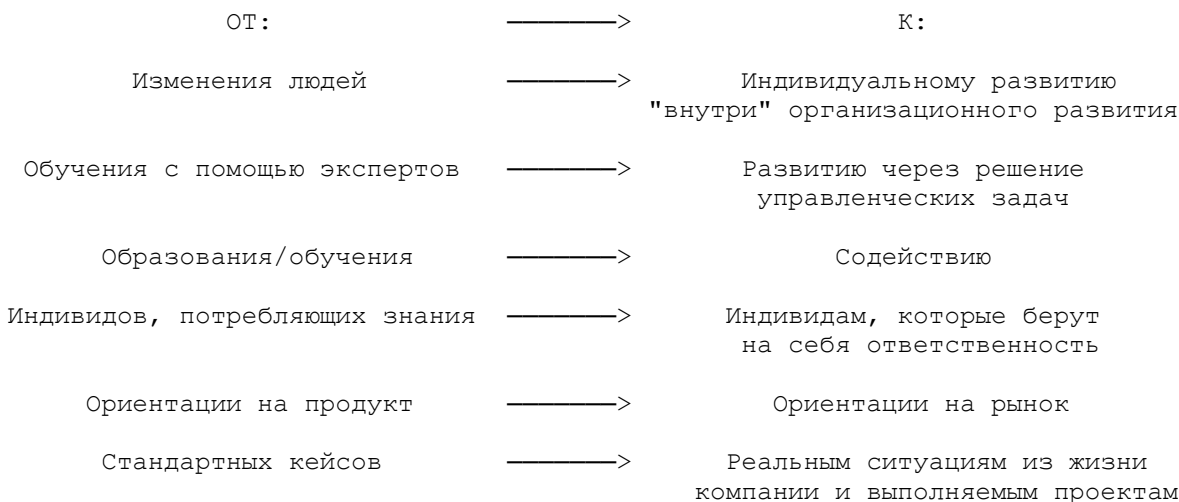 ОТ: ————> К:
Изменения людей ————> Индивидуальному развитию
"внутри" организационного развития
Обучения с помощью экспертов ————> Развитию через решение
управленческих задач
Образования/обучения ————> Содействию
Индивидов, потребляющих знания ————> Индивидам, которые берут
на себя ответственность
Ориентации на продукт ————> Ориентации на рынок
Стандартных кейсов ————> Реальным ситуациям из жизни
компании и выполняемым проектам